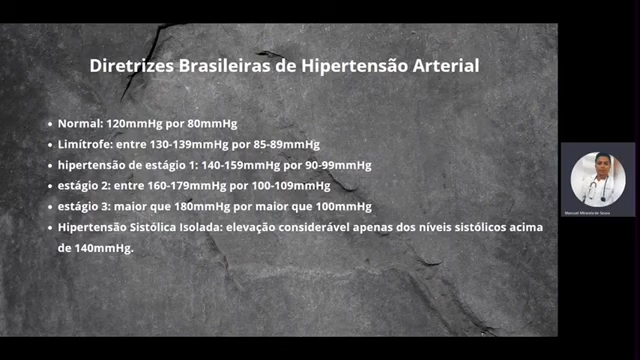 Diretrizes Brasileiras de Hipertensão Arterial
Normal: 120mmHg por 80mmHg
Limítrofe: entre 130-139mmHg por 85-89mmHg
hipertensão de estágio 1: 140-159mmHg por 90-99mmHg
estágio 2: entre 160-179mmHg por 100-109mmHg
estágio 3: maior que 180mmHg por maior que 100mmHg
Hipertensão Sistólica Isolada: elevação considerável apenas dos níveis sistólicos acima
de 140mmHg.